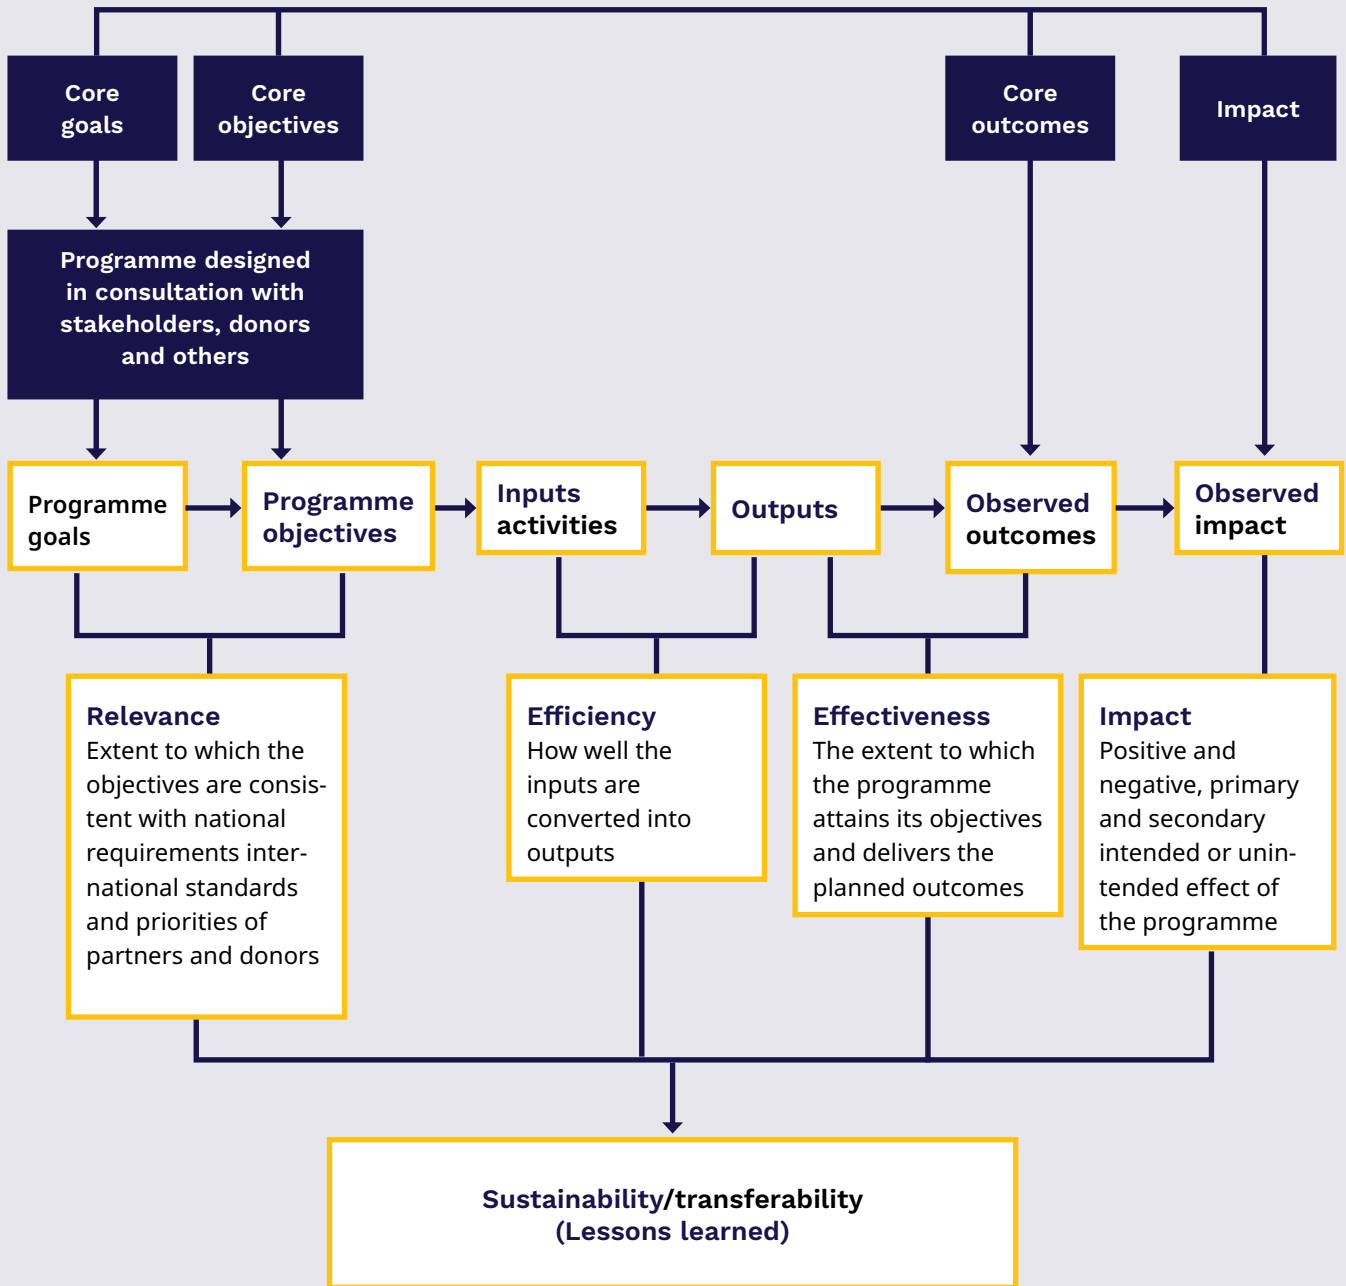 Core
goals
Core
objectives
Core
outcomes
Impact
Programme designed
in consultation with
stakeholders, donors
and others
Programme
goals
Programme
objectives
Inputs
activities
Outputs
Observed
outcomes
Observed
impact
Relevance
Extent to which the
objectives are consis-
tent with national
requirements inter-
national standards
and priorities of
partners and donors
Efficiency
How well the
inputs are
converted into
outputs
Effectiveness
The extent to which
the programme
attains its objectives
and delivers the
planned outcomes
Impact
Positive and
negative, primary
and secondary
intended or unin-
tended effect of
the programme
Sustainability/transferability
(Lessons learned)